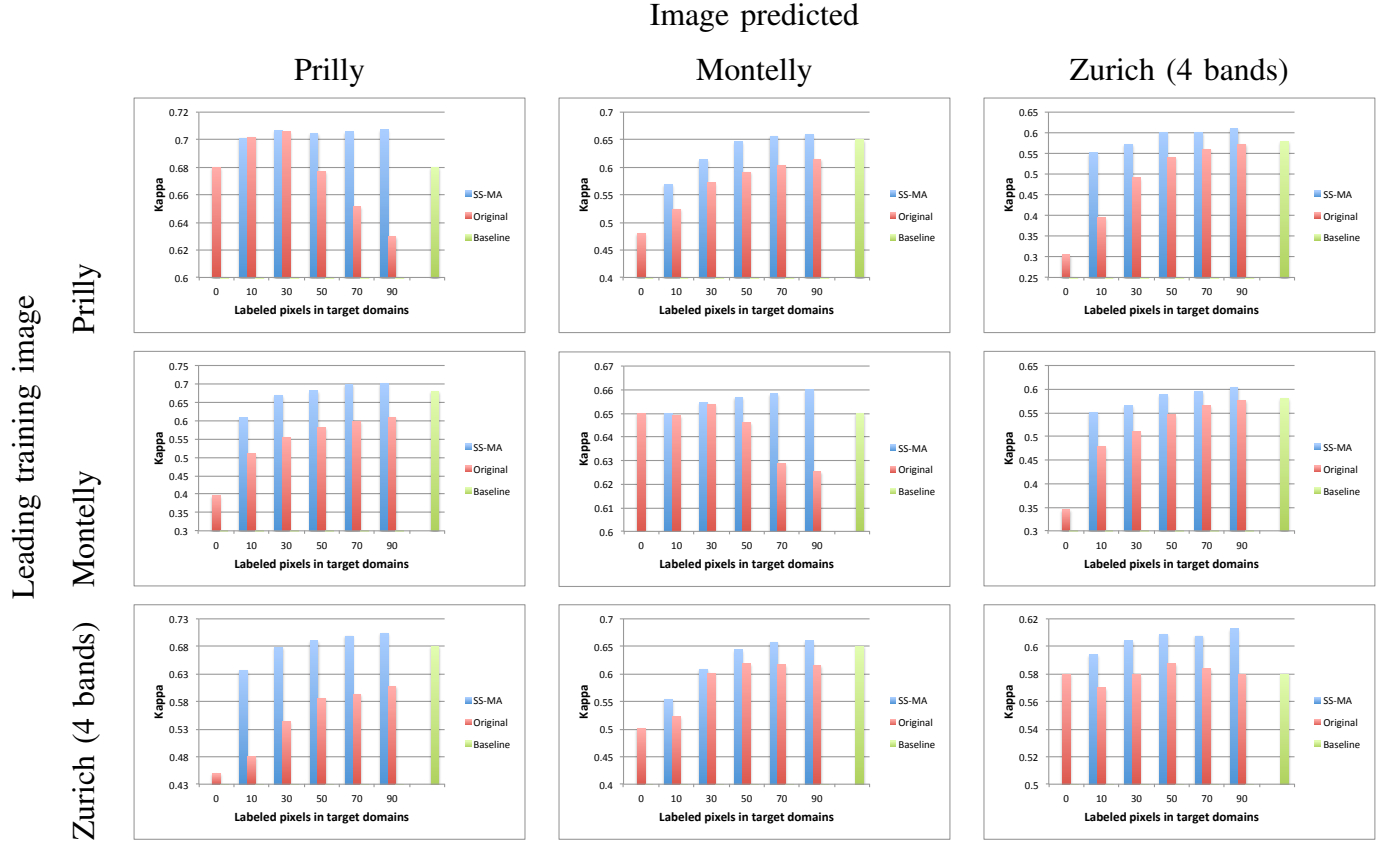 Image predicted
Prilly
Montelly
Zurich (4 bands)
Leading training image
Prilly
0.72
0.7
0.68
0.66
0.64
0.62
0.6
Kappa
0 10 30 50 70 90
Labeled pixels in target domains
SS-MA
Original
Baseline
0.7
0.65
0.6
0.55
0.5
0.45
0.4
Kappa
0 10 30 50 70 90
Labeled pixels in target domains
SS-MA
Original
Baseline
0.65
0.6
0.55
0.5
0.45
0.4
0.35
0.3
0.25
Kappa
0 10 30 50 70 90
Labeled pixels in target domains
SS-MA
Original
Baseline
Montelly
0.75
0.7
0.65
0.6
0.55
0.5
0.45
0.4
0.35
0.3
Kappa
0 10 30 50 70 90
Labeled pixels in target domains
SS-MA
Original
Baseline
0.67
0.66
0.65
0.64
0.63
0.62
0.61
0.6
Kappa
0 10 30 50 70 90
Labeled pixels in target domains
SS-MA
Original
Baseline
0.65
0.6
0.55
0.5
0.45
0.4
0.35
0.3
Kappa
0 10 30 50 70 90
Labeled pixels in target domains
SS-MA
Original
Baseline
Zurich (4 bands)
0.73
0.68
0.63
0.58
0.53
0.48
0.43
Kappa
0 10 30 50 70 90
Labeled pixels in target domains
SS-MA
Original
Baseline
0.7
0.65
0.6
0.55
0.5
0.45
0.4
Kappa
0 10 30 50 70 90
Labeled pixels in target domains
SS-MA
Original
Baseline
0.62
0.6
0.58
0.56
0.54
0.52
0.5
Kappa
0 10 30 50 70 90
Labeled pixels in target domains
SS-MA
Original
Baseline